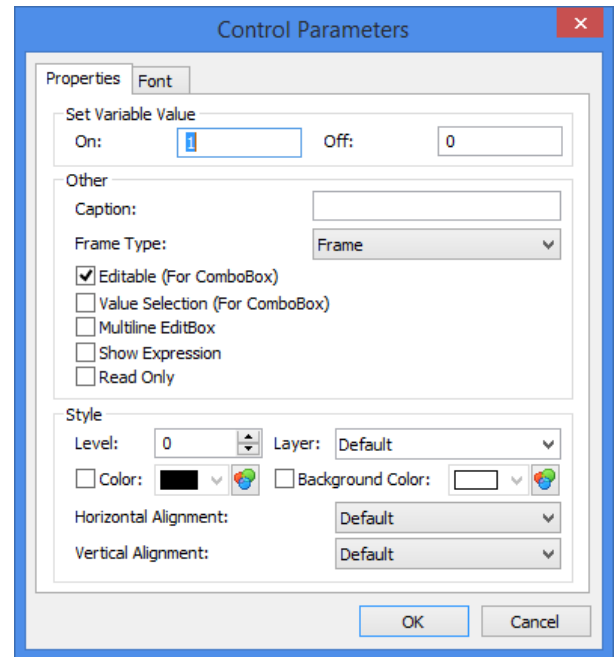 Control Parameters
Properties Font
Set Variable Value
On: 1 Off: 0
Other
Caption:
Frame Type: Frame
Editable (For ComboBox)
Value Selection (For ComboBox)
Multiline EditBox
Show Expression
Read Only
Style
Level: 0 Layer: Default
Color: Background Color:
Horizontal Alignment: Default
Vertical Alignment: Default
OK Cancel